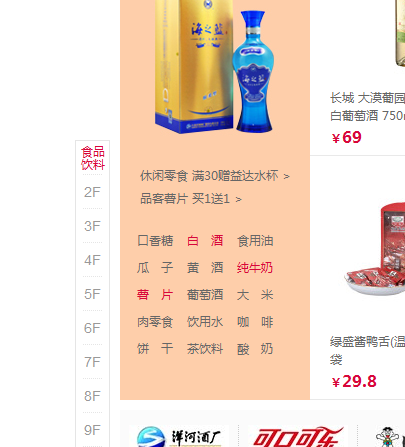 海之蓝
长城 大漠葡园
白葡萄酒 750m
¥69
食品
饮料
2F
3F
4F
5F
6F
7F
8F
9F
休闲零食 满30赠益达水杯 >
品客薯片 买1送1 >
口香糖 白 酒 食用油
瓜 子 黄 酒 纯牛奶
薯 片 葡萄酒 大 米
肉零食 饮用水 咖 啡
饼 干 茶饮料 酸 奶
绿盛酱鸭舌(温
袋
¥29.8
洋河酒厂
可口可乐